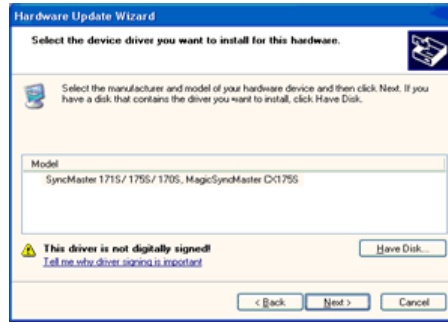 Hardware Update Wizard
Select the device driver you want to install for this hardware.
Select the manufacturer and model of your hardware device and then click Next. If you
have a disk that contains the driver you want to install, click Have Disk.
Model
SyncMaster 171S/ 175S/ 170S, MagicSyncMaster CX175S
This driver is not digitally signed!
Tell me why driver signing is important
Have Disk...
< Back
Next >
Cancel